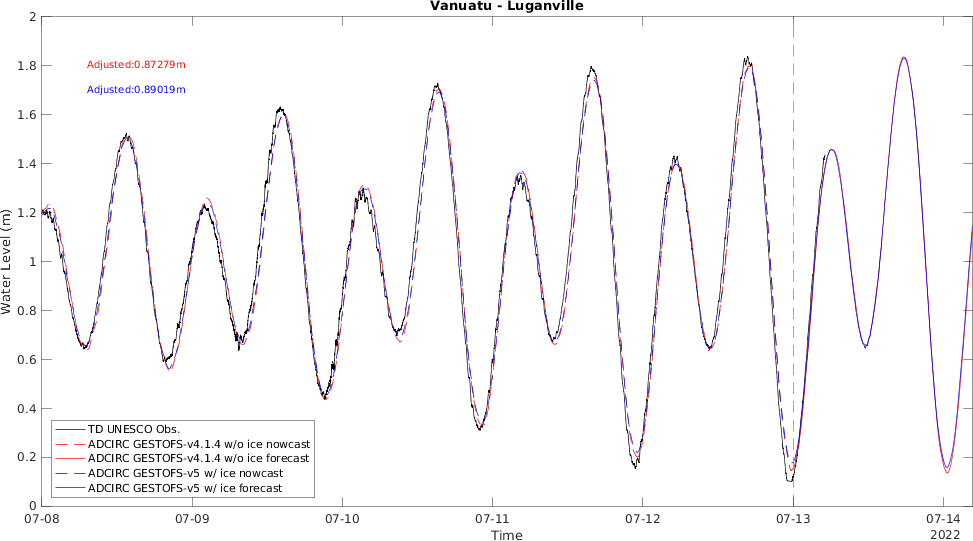 Vanuatu - Luganville
Adjusted:0.87279m
Adjusted:0.89019m
Water Level (m)
2
1.8
1.6
1.4
1.2
1
0.8
0.6
0.4
0.2
0
TD UNESCO Obs.
ADCIRC GESTOFS-v4.1.4 w/o ice nowcast
ADCIRC GESTOFS-v4.1.4 w/o ice forecast
ADCIRC GESTOFS-v5 w/ ice nowcast
ADCIRC GESTOFS-v5 w/ ice forecast
07-08 07-09 07-10 07-11 07-12 07-13 07-14
Time
2022